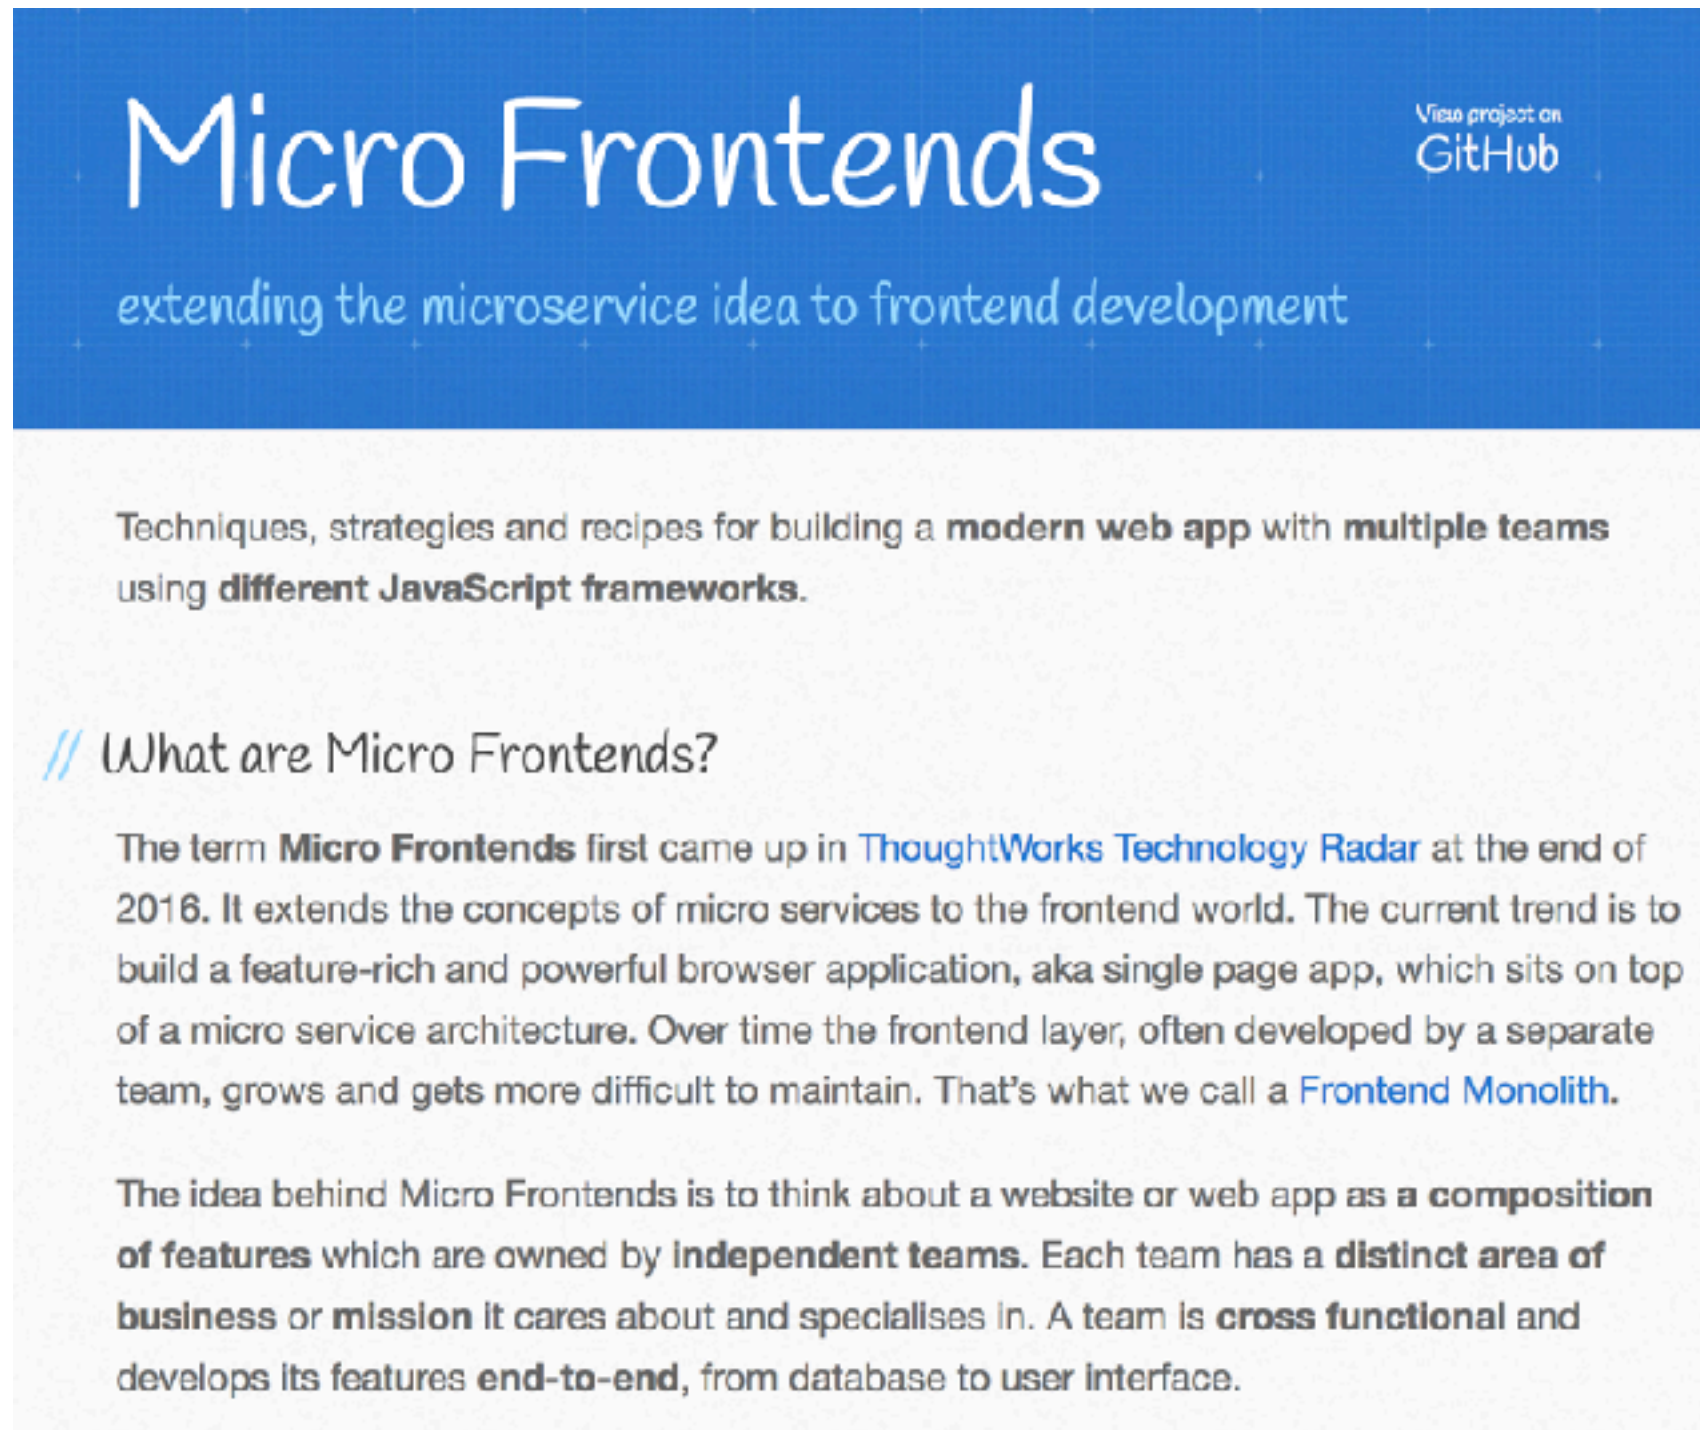 Micro Frontends
View project on
GitHub
extending the microservice idea to frontend development
Techniques, strategies and recipes for building a modern web app with multiple teams
using different JavaScript frameworks.
// What are Micro Frontends?
The term Micro Frontends first came up in ThoughtWorks Technology Radar at the end of
2016. It extends the concepts of micro services to the frontend world. The current trend is to
build a feature-rich and powerful browser application, aka single page app, which sits on top
of a micro service architecture. Over time the frontend layer, often developed by a separate
team, grows and gets more difficult to maintain. That's what we call a Frontend Monolith.
The idea behind Micro Frontends is to think about a website or web app as a composition
of features which are owned by independent teams. Each team has a distinct area of
business or mission it cares about and specialises in. A team is cross functional and
develops its features end-to-end, from database to user interface.